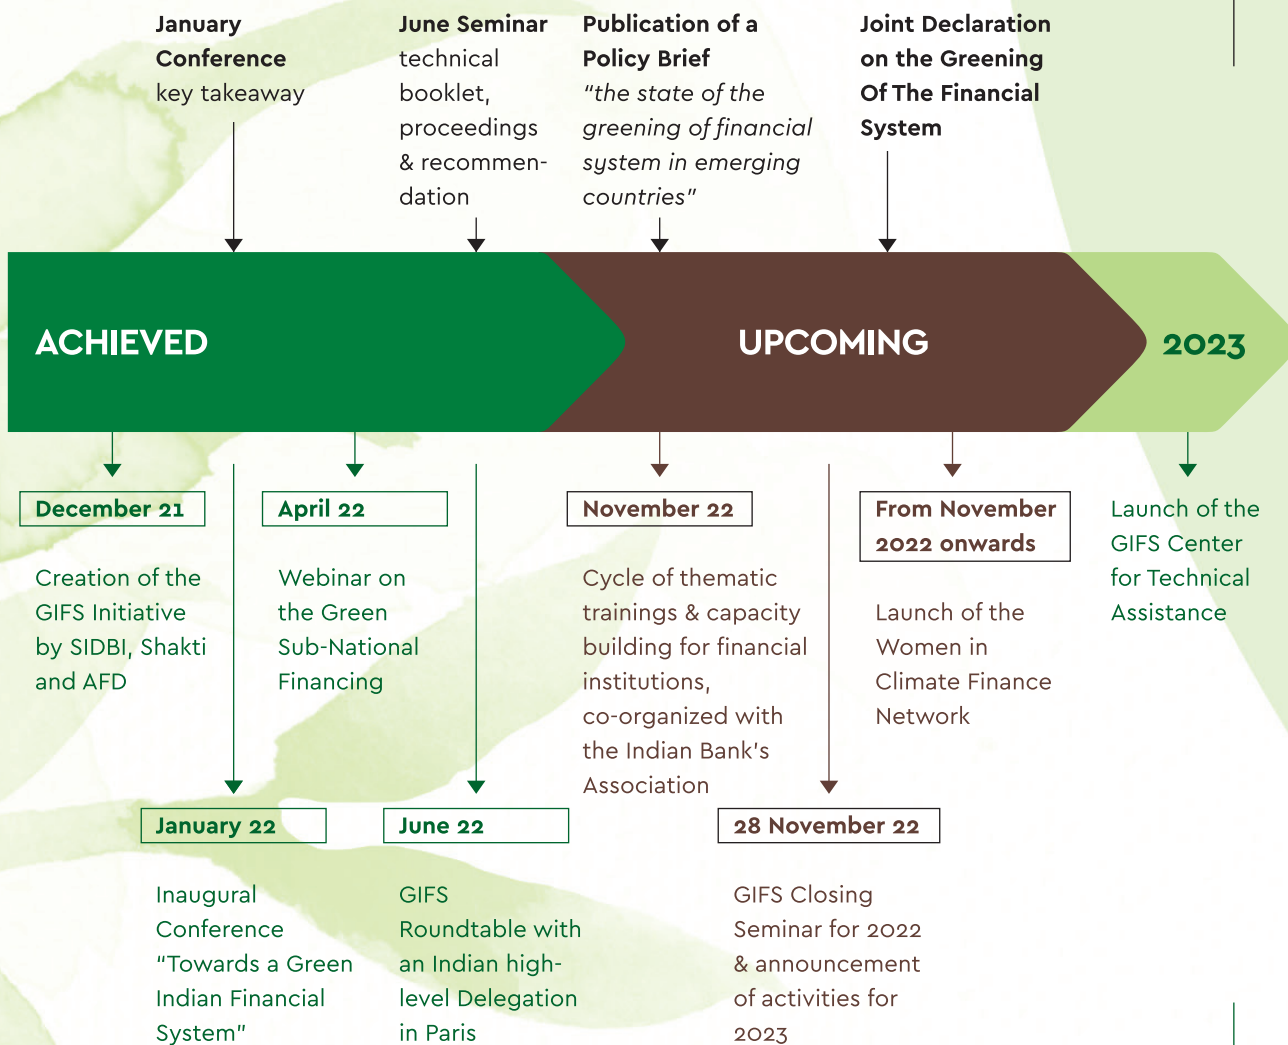 January
Conference
key takeaway
June Seminar
technical
booklet,
proceedings
& recommen-
dation
Publication of a
Policy Brief
“the state of the
greening of financial
system in emerging
countries”
Joint Declaration
on the Greening
Of The Financial
System
ACHIEVED
UPCOMING
2023
December 21
Creation of the
GIFS Initiative
by SIDBI, Shakti
and AFD
April 22
Webinar on
the Green
Sub-National
Financing
November 22
Cycle of thematic
trainings & capacity
building for financial
institutions,
co-organized with
the Indian Bank’s
Association
From November
2022 onwards
Launch of the
Women in
Climate Finance
Network
Launch of the
GIFS Center
for Technical
Assistance
January 22
Inaugural
Conference
“Towards a Green
Indian Financial
System”
June 22
GIFS
Roundtable with
an Indian high-
level Delegation
in Paris
28 November 22
GIFS Closing
Seminar for 2022
& announcement
of activities for
2023